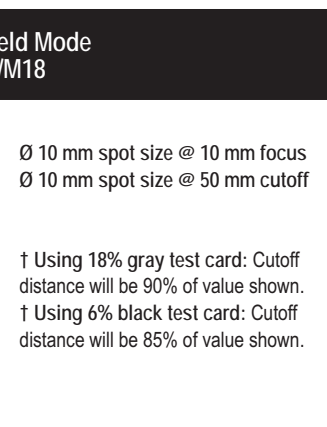 eld Mode
/M18
Ø 10 mm spot size @ 10 mm focus
Ø 10 mm spot size @ 50 mm cutoff
† Using 18% gray test card: Cutoff
distance will be 90% of value shown.
† Using 6% black test card: Cutoff
distance will be 85% of value shown.